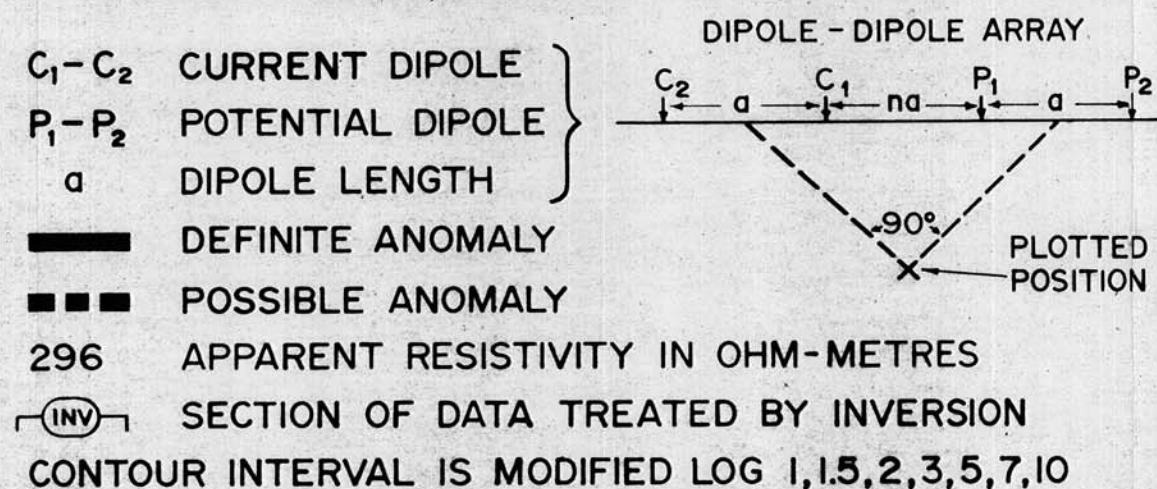 C₁-C₂ CURRENT DIPOLE
P₁-P₂ POTENTIAL DIPOLE
a DIPOLE LENGTH
DEFINITE ANOMALY
POSSIBLE ANOMALY
296 APPARENT RESISTIVITY IN OHM-METRES
INV SECTION OF DATA TREATED BY INVERSION
CONTOUR INTERVAL IS MODIFIED LOG 1,1.5,2,3,5,7,10
DIPOLE-DIPOLE ARRAY
C₂ C₁ P₁ P₂
a na a
90°
PLOTTED
POSITION